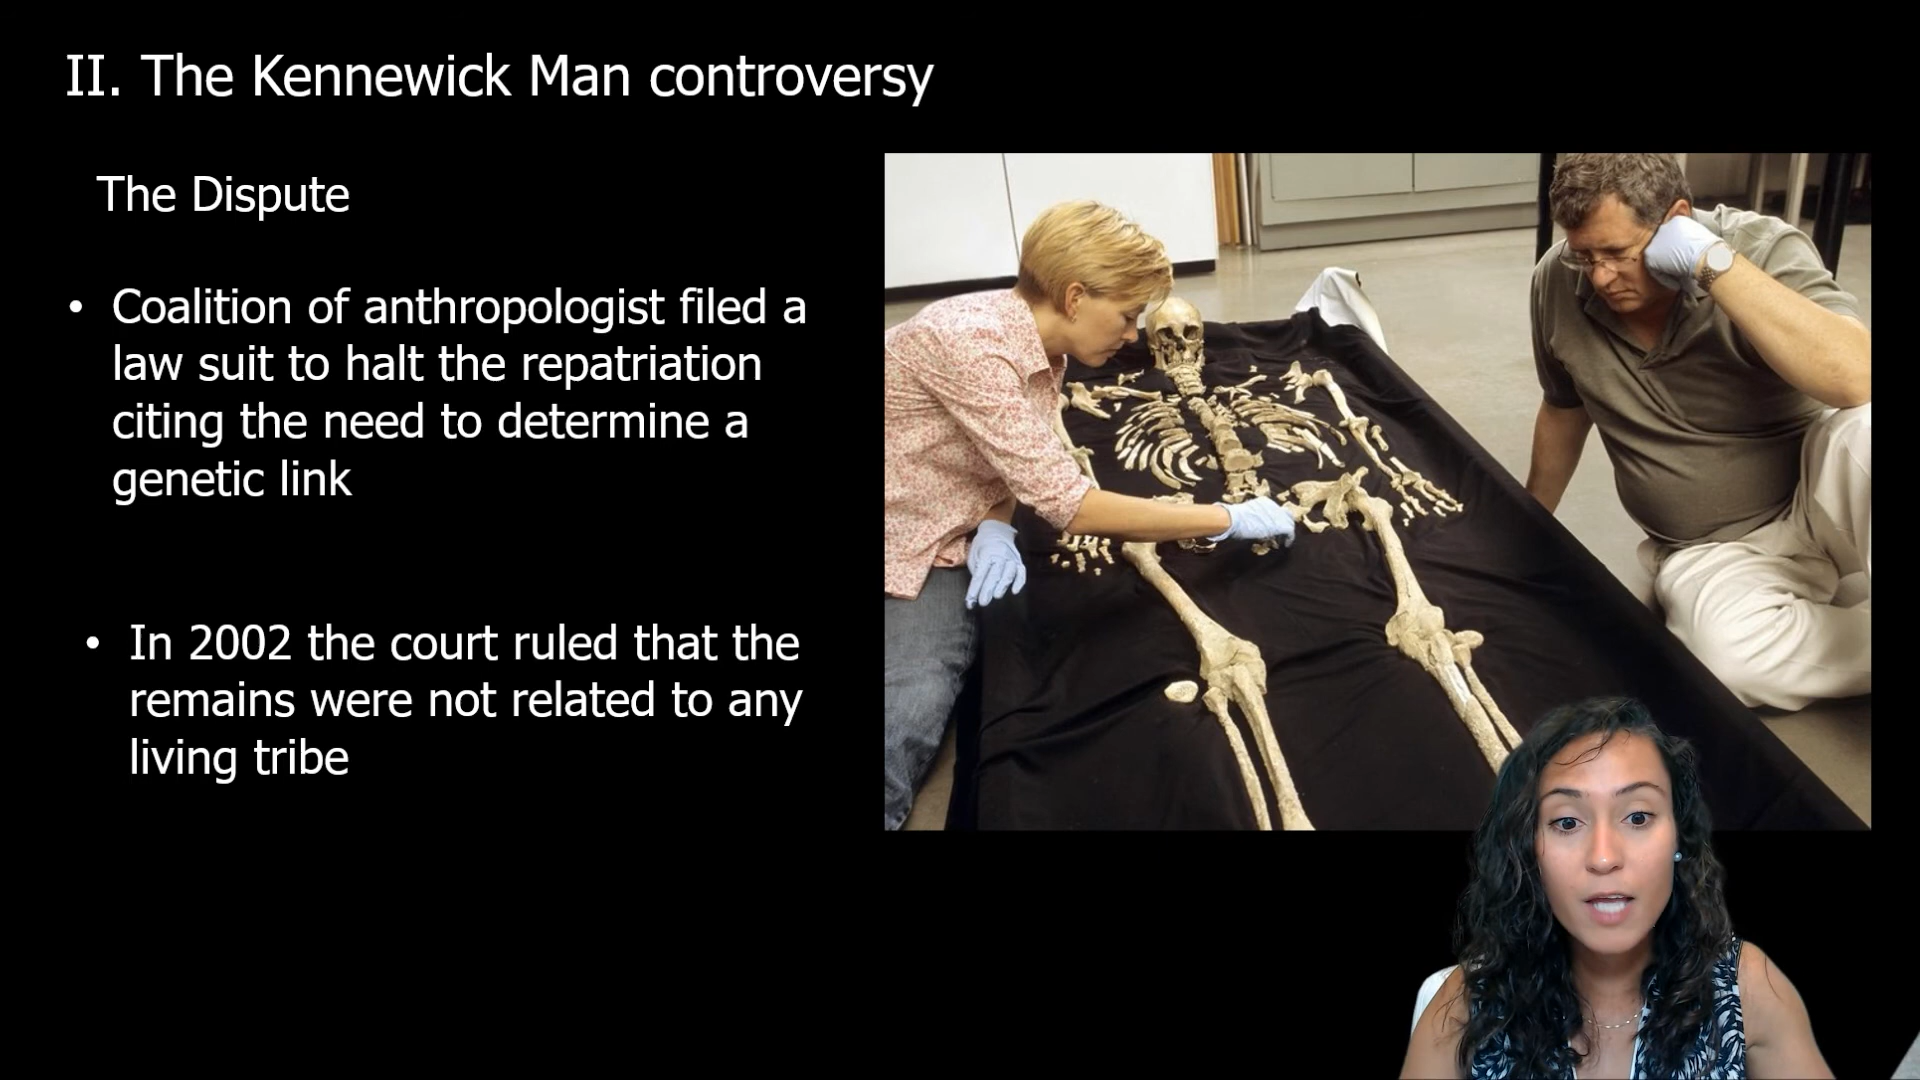 II. The Kennewick Man controversy
The Dispute
• Coalition of anthropologist filed a
law suit to halt the repatriation
citing the need to determine a
genetic link
• In 2002 the court ruled that the
remains were not related to any
living tribe